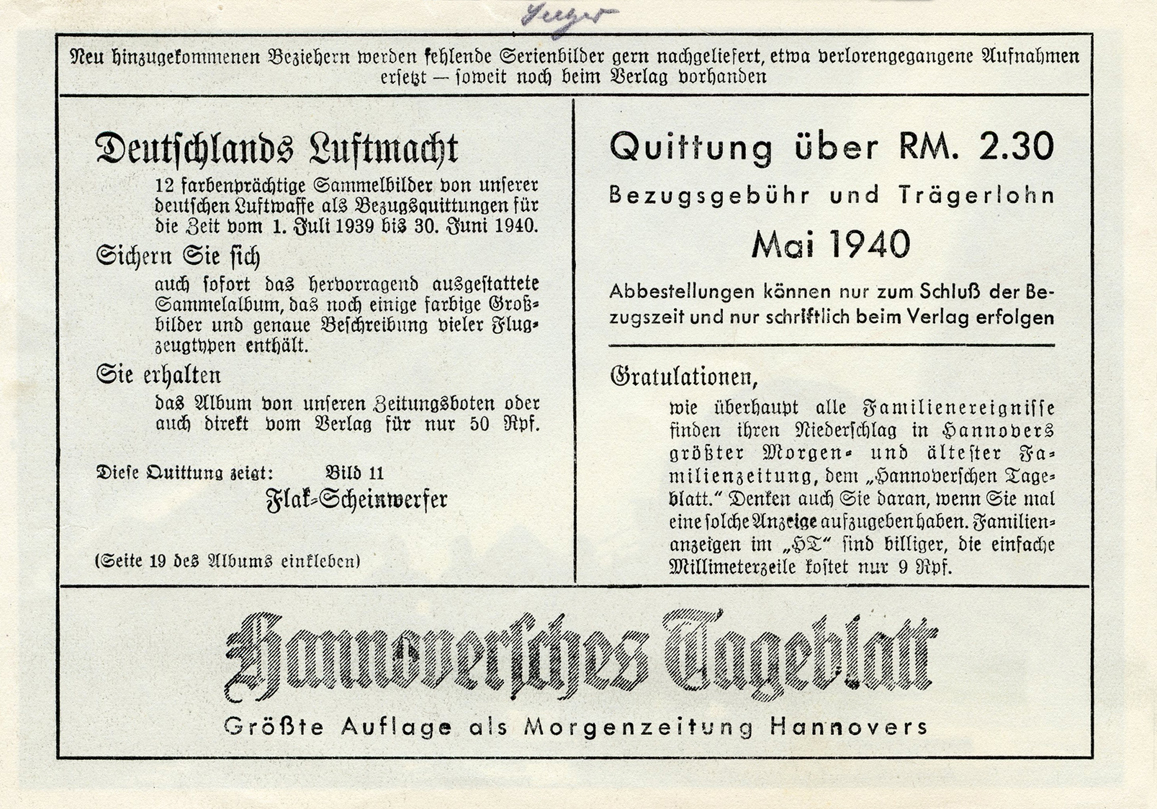 Neu hinzugekommenen Beziehern werden fehlende Serienbilder gern nachgeliefert, etwa verlorengegangene Aufnahmen
ersetzt — soweit noch beim Verlag vorhanden
Deutschlands Luftmacht
12 farbenprächtige Sammelbilder von unserer
deutschen Luftwaffe als Bezugsquittungen für
die Zeit vom 1. Juli 1939 bis 30. Juni 1940.
Sichern Sie sich
auch sofort das hervorragend ausgestattete
Sammelalbum, das noch einige farbige Groß-
bilder und genaue Beschreibung vieler Flug-
zeugtypen enthält.
Sie erhalten
das Album von unseren Zeitungsboten oder
auch direkt vom Verlag für nur 50 Rpf.
Diese Quittung zeigt: Bild 11
Flak-Scheinwerfer
(Seite 19 des Albums einkleben)
Quittung über RM. 2.30
Bezugsgebühr und Trägerlohn
Mai 1940
Abbestellungen können nur zum Schluß der Be-
zugszeit und nur schriftlich beim Verlag erfolgen
Gratulationen,
wie überhaupt alle Familienereignisse
finden ihren Niederschlag in Hannovers
größter Morgen- und ältester Fa-
milienzeitung, dem „Hannoverschen Tage-
blatt." Denken auch Sie daran, wenn Sie mal
eine solche Anzeige aufzugeben haben. Familien-
anzeigen im „HT" sind billiger, die einfache
Millimeterzeile kostet nur 9 Rpf.
Hannoversches Tageblatt
Größte Auflage als Morgenzeitung Hannovers